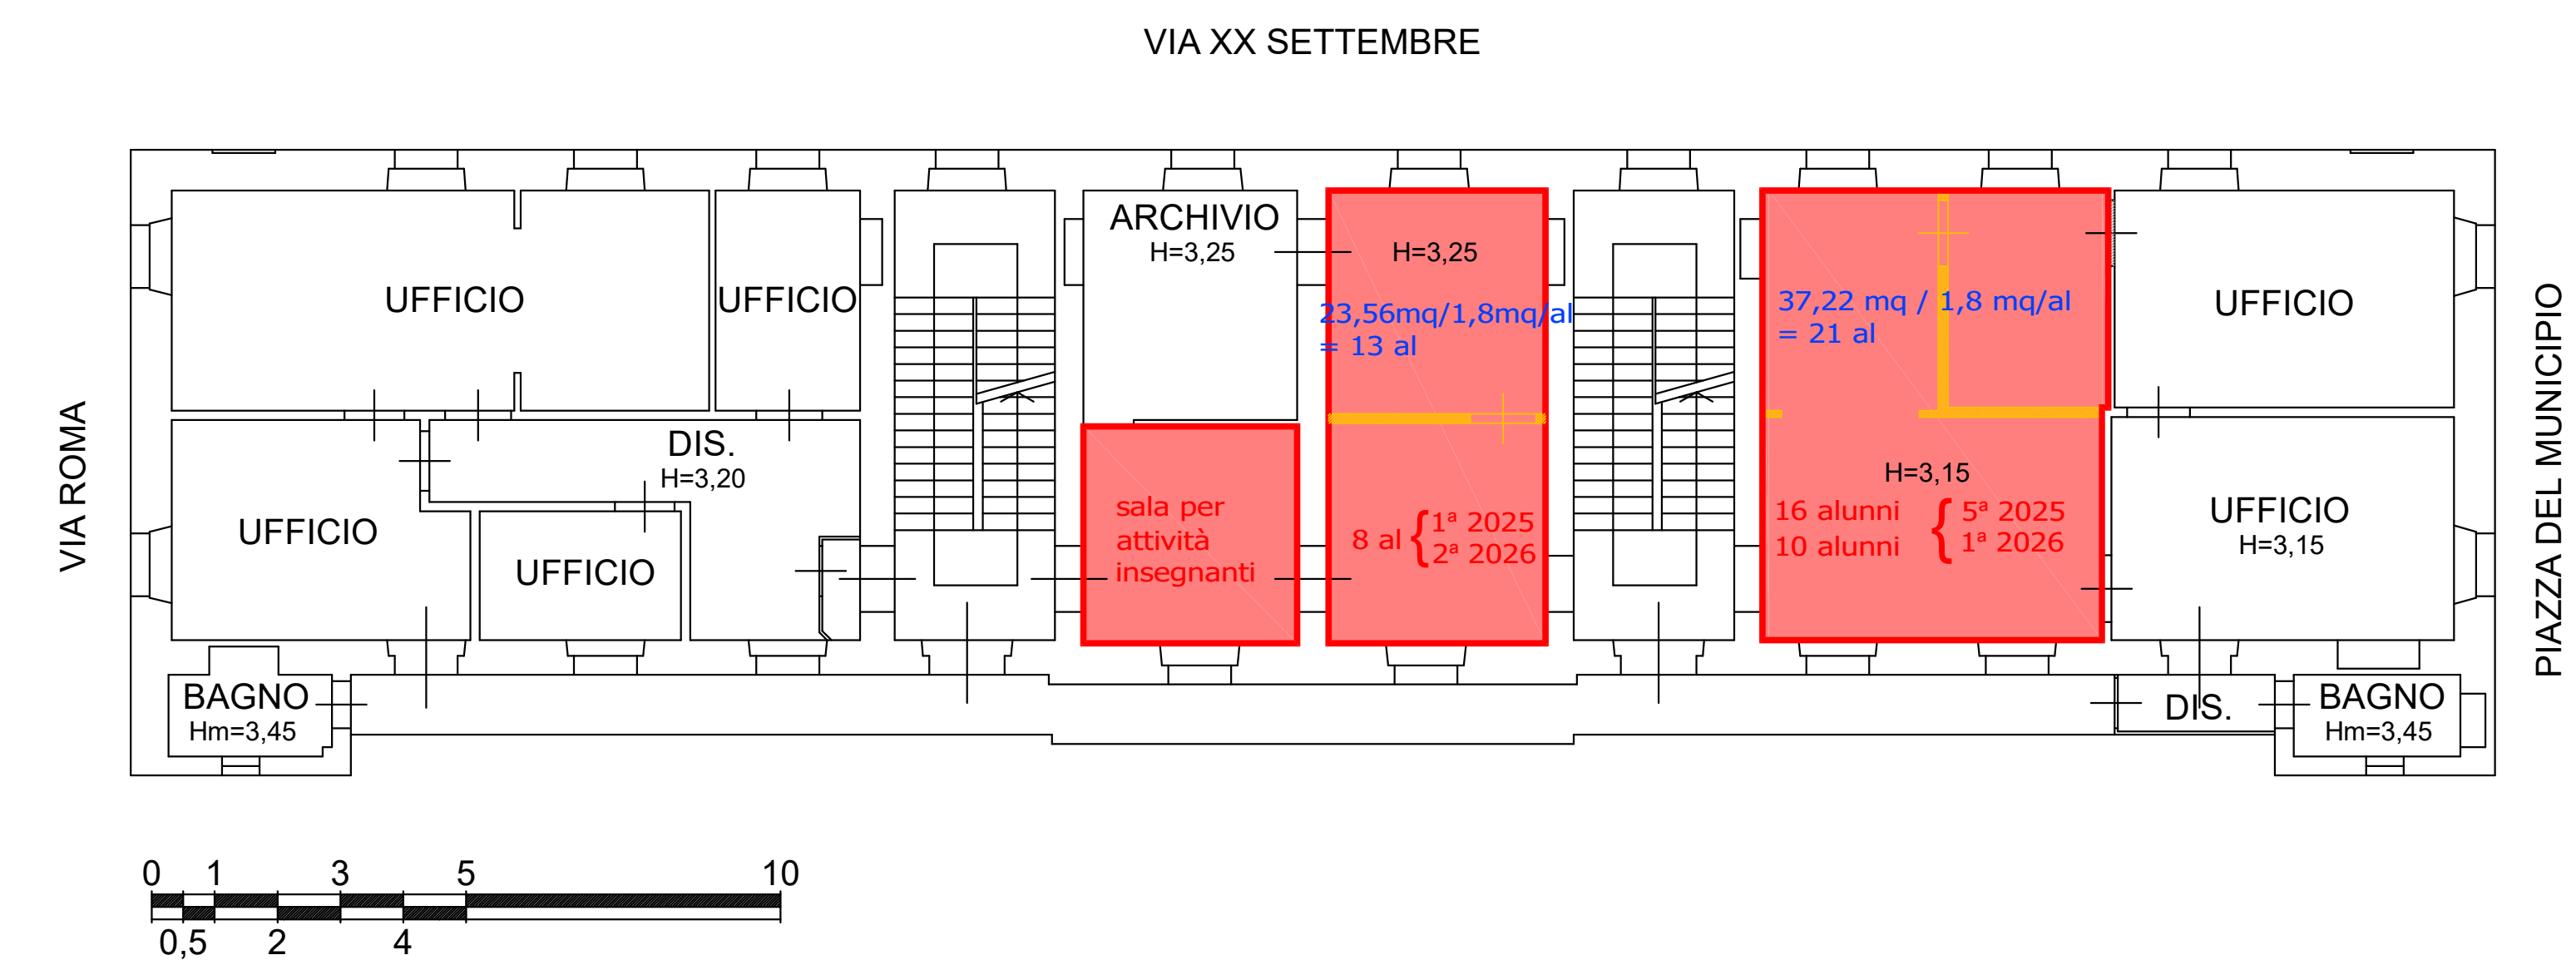 VIA XX SETTEMBRE
VIA ROMA
UFFICIO
UFFICIO
UFFICIO
UFFICIO
DIS.
H=3,20
BAGNO
Hm=3,45
ARCHIVIO
H=3,25
sala per
attività
insegnanti
H=3,25
23,56mq/1,8mq/al
= 13 al
8 al { 1ª 2025
2ª 2026
37,22 mq / 1,8 mq/al
= 21 al
H=3,15
16 alunni { 5ª 2025
10 alunni 1ª 2026
UFFICIO
UFFICIO
H=3,15
DIS.
BAGNO
Hm=3,45
PIAZZA DEL MUNICIPIO
0 1 3 5 10
0,5 2 4